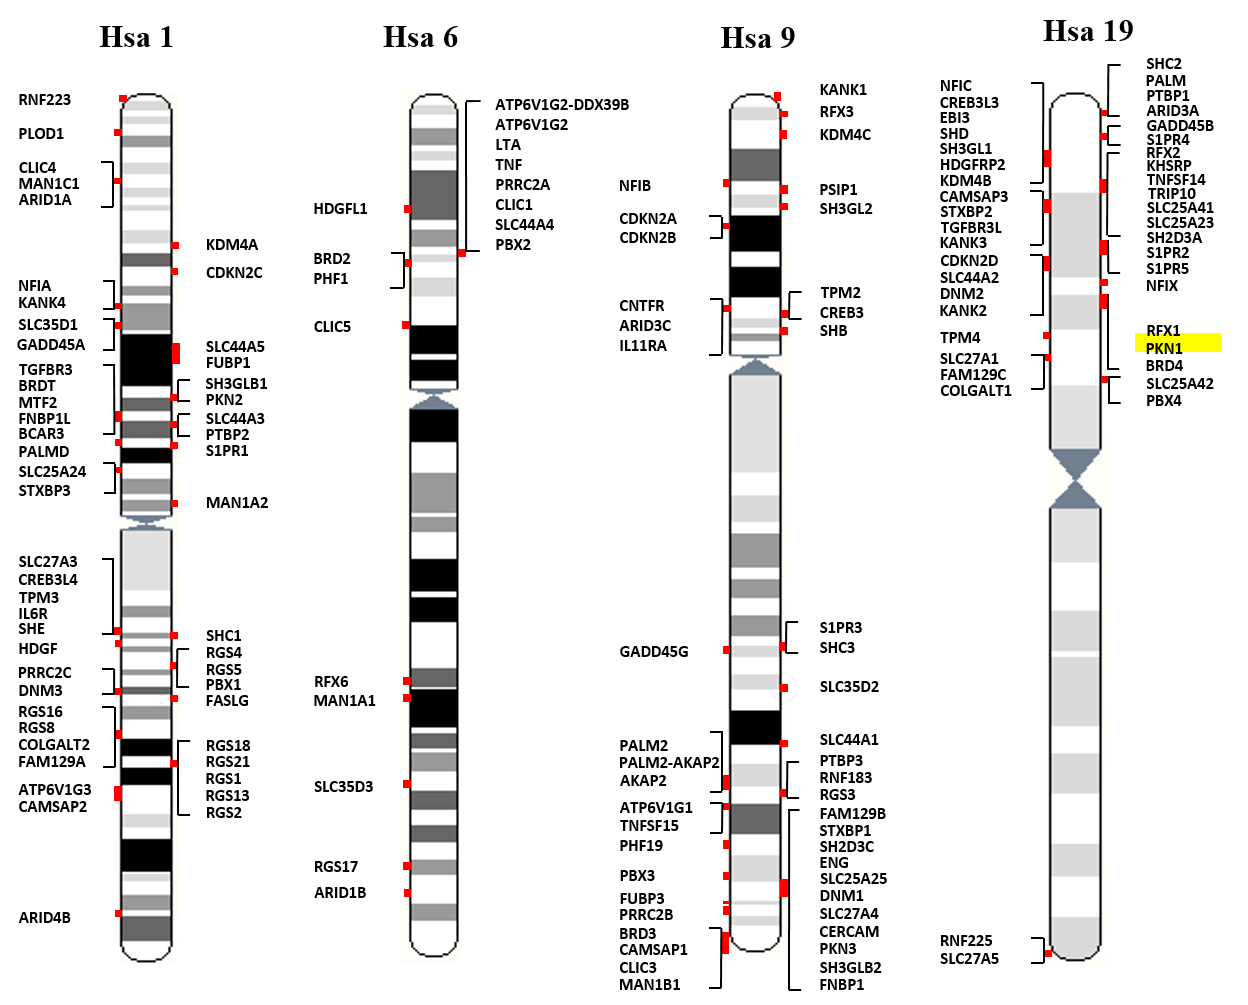 Hsa 1
RNF223
PLOD1
CLIC4
MAN1C1
ARID1A
NFIA
KANK4
SLC35D1
GADD45A
TGFBR3
BRDT
MTF2
FNBP1L
BCAR3
PALMD
SLC25A24
STXBP3
SLC27A3
CREB3L4
TPM3
IL6R
SHE
HDGF
PRRC2C
DNM3
RGS16
RGS8
COLGALT2
FAM129A
ATP6V1G3
CAMSAP2
ARID4B
KDM4A
CDKN2C
SLC44A5
FUBP1
SH3GLB1
PKN2
SLC44A3
PTBP2
S1PR1
MAN1A2
SHC1
RGS4
RGS5
PBX1
FASLG
RGS18
RGS21
RGS1
RGS13
RGS2
Hsa 6
HDGFL1
BRD2
PHF1
CLIC5
RFX6
MAN1A1
SLC35D3
RGS17
ARID1B
ATP6V1G2-DDX39B
ATP6V1G2
LTA
TNF
PRRC2A
CLIC1
SLC44A4
PBX2
Hsa 9
NFIB
CDKN2A
CDKN2B
CNTFR
ARID3C
IL11RA
GADD45G
PALM2
PALM2-AKAP2
AKAP2
ATP6V1G1
TNFSF15
PHF19
PBX3
FUBP3
PRRC2B
BRD3
CAMSAP1
CLIC3
MAN1B1
KANK1
RFX3
KDM4C
PSIP1
SH3GL2
TPM2
CREB3
SHB
S1PR3
SHC3
SLC35D2
SLC44A1
PTBP3
RNF183
RGS3
FAM129B
STXBP1
SH2D3C
ENG
SLC25A25
DNM1
SLC27A4
CERCAM
PKN3
SH3GLB2
FNBP1
Hsa 19
NFIC
CREB3L3
EBI3
SHD
SH3GL1
HDGFRP2
KDM4B
CAMSAP3
STXBP2
TGFBR3L
KANK3
CDKN2D
SLC44A2
DNM2
KANK2
TPM4
SLC27A1
FAM129C
COLGALT1
RNF225
SLC27A5
SHC2
PALM
PTBP1
ARID3A
GADD45B
S1PR4
RFX2
KHSRP
TNFSF14
TRIP10
SLC25A41
SLC25A23
SH2D3A
S1PR2
S1PR5
NFIX
RFX1
PKN1
BRD4
SLC25A42
PBX4